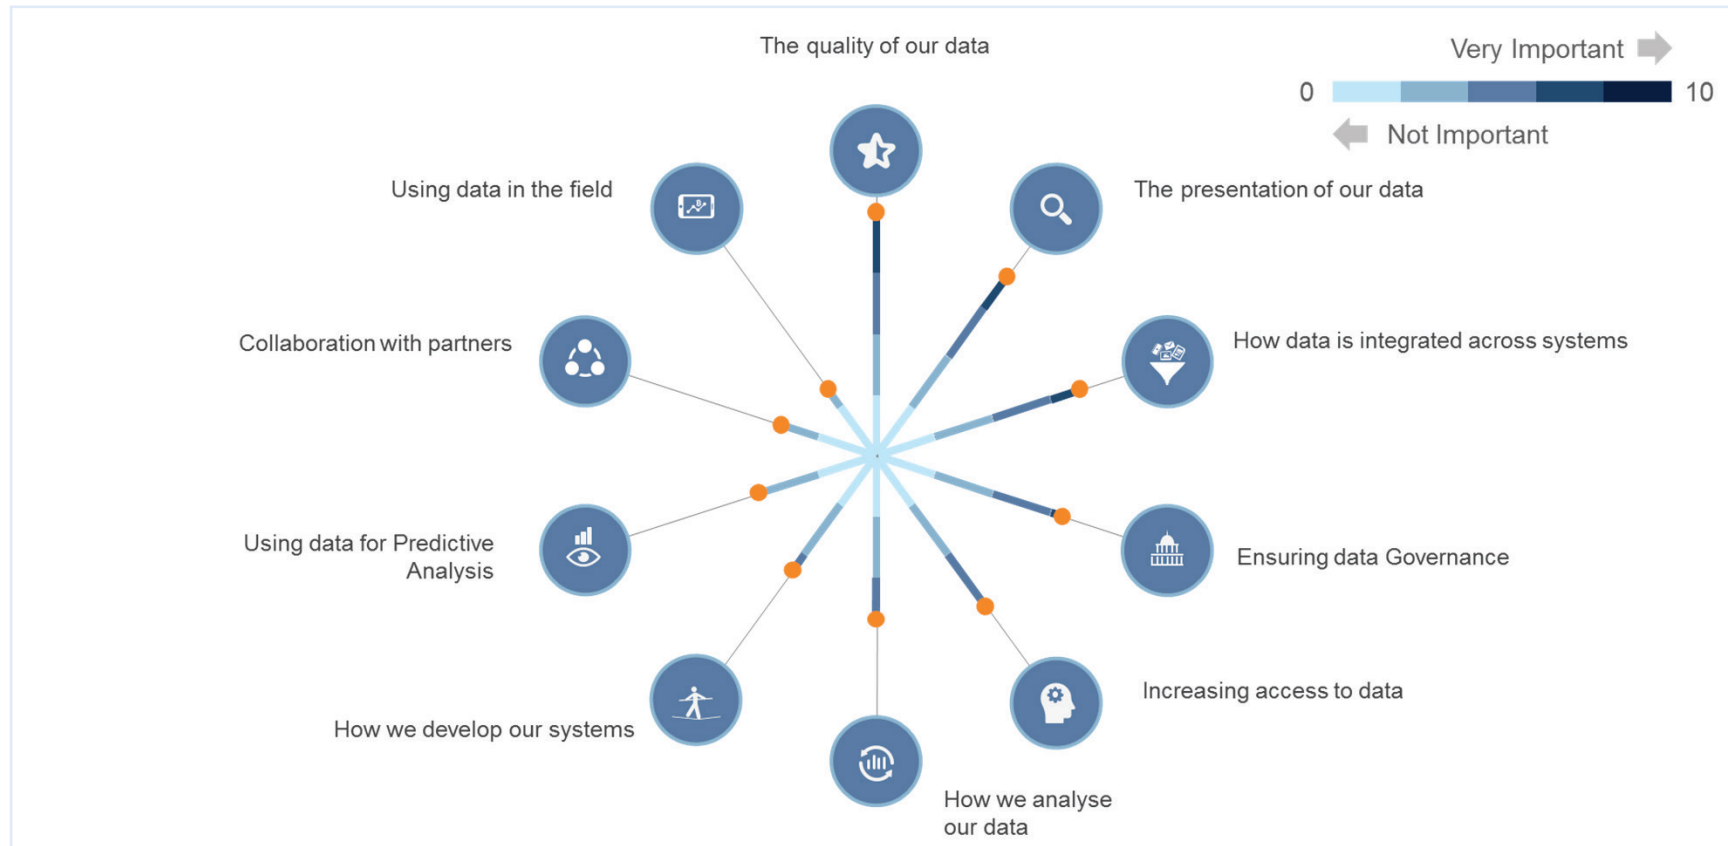 The quality of our data
Very Important
0
10
Not Important
Using data in the field
The presentation of our data
Collaboration with partners
How data is integrated across systems
Using data for Predictive
Analysis
Ensuring data Governance
Increasing access to data
How we develop our systems
How we analyse
our data